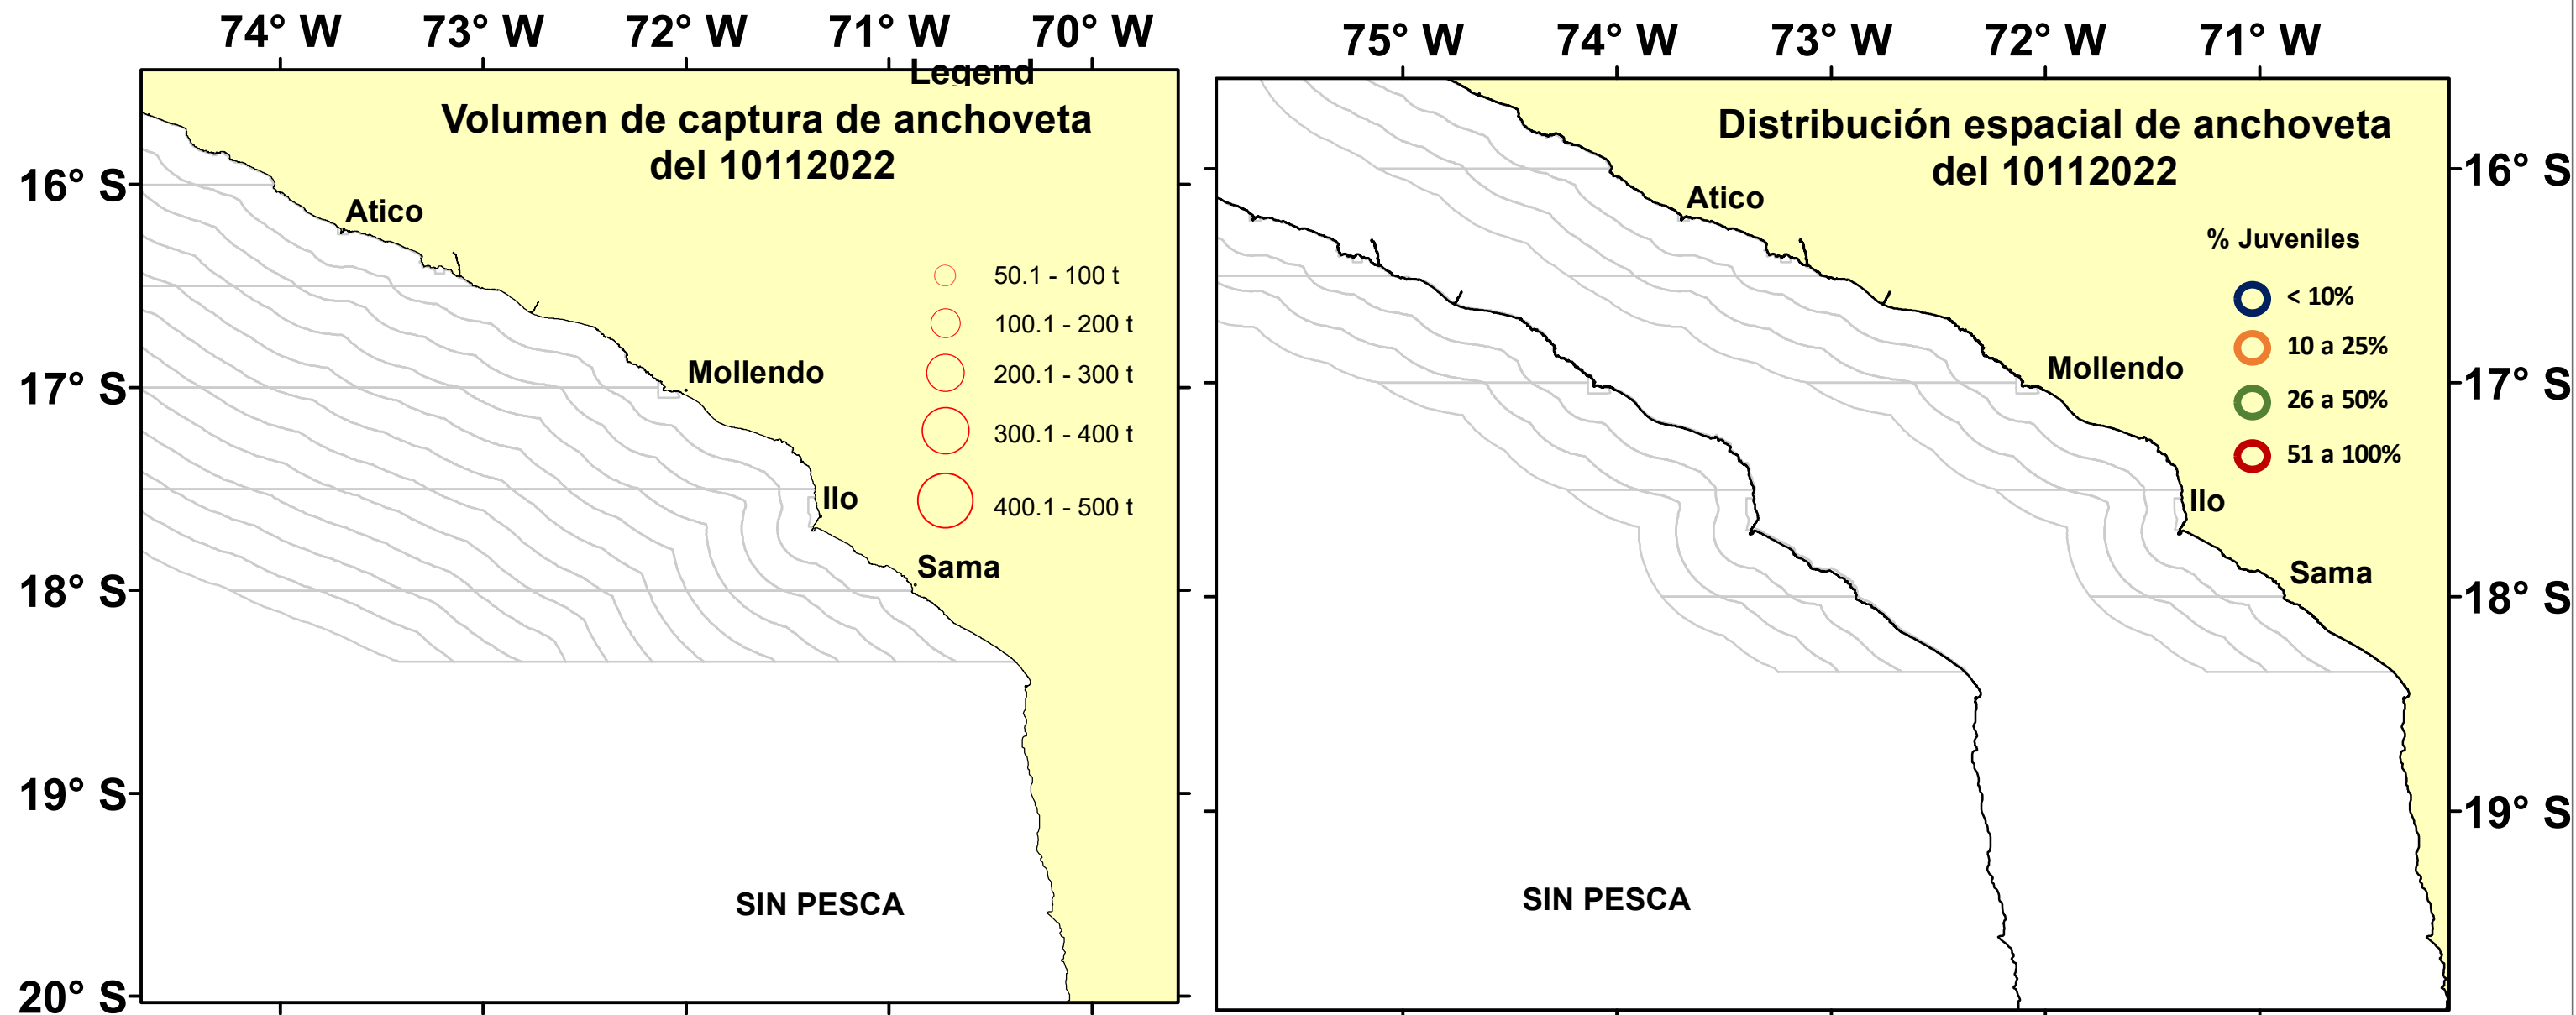 74° W 73° W 72° W 71° W 70° W
Legend
Volumen de captura de anchoveta
del 10112022
16° S
Atico
50.1 - 100 t
100.1 - 200 t
Mollendo
200.1 - 300 t
17° S
300.1 - 400 t
Ilo
400.1 - 500 t
Sama
18° S
19° S
SIN PESCA
20° S
75° W 74° W 73° W 72° W 71° W
Distribución espacial de anchoveta
del 10112022
16° S
Atico
% Juveniles
< 10%
10 a 25%
Mollendo
17° S
26 a 50%
51 a 100%
Ilo
Sama
18° S
19° S
SIN PESCA